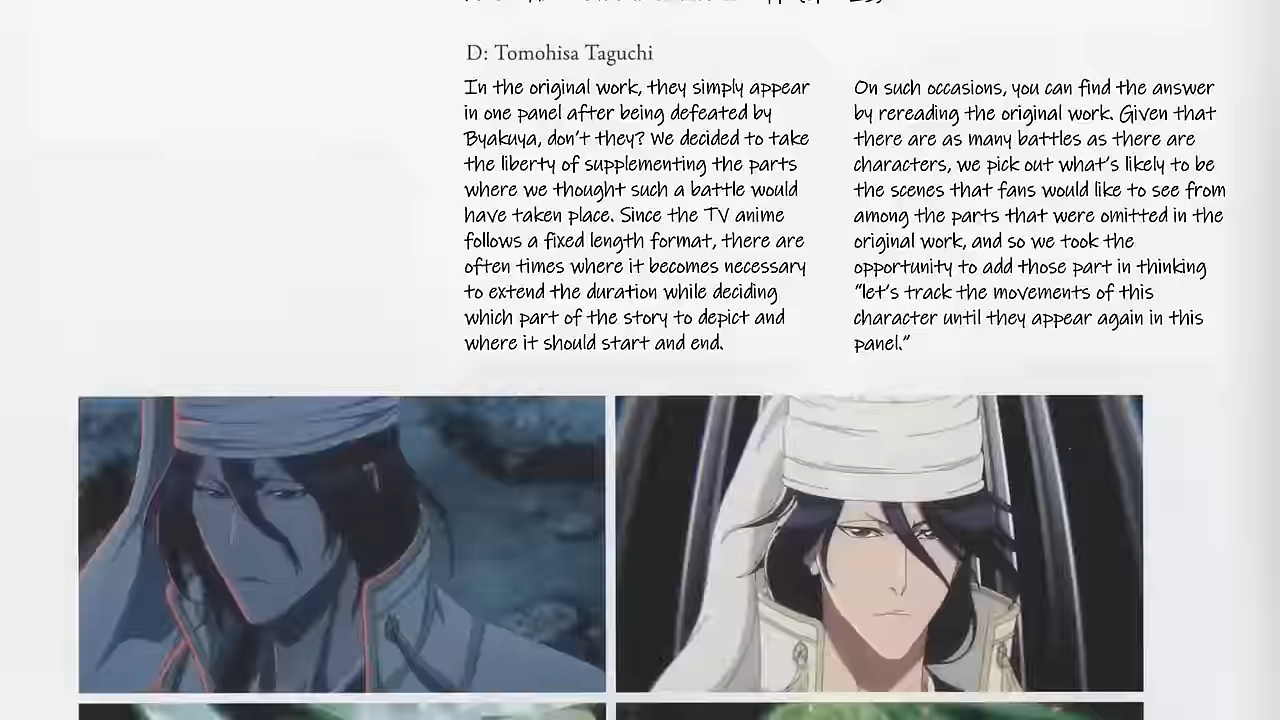 D: Tomohisa Taguchi
In the original work, they simply appear
in one panel after being defeated by
Byakuya, don't they? We decided to take
the liberty of supplementing the parts
where we thought such a battle would
have taken place. Since the TV anime
follows a fixed length format, there are
often times where it becomes necessary
to extend the duration while deciding
which part of the story to depict and
where it should start and end.
On such occasions, you can find the answer
by rereading the original work. Given that
there are as many battles as there are
characters, we pick out what's likely to be
the scenes that fans would like to see from
among the parts that were omitted in the
original work, and so we took the
opportunity to add those part in thinking
"let's track the movements of this
character until they appear again in this
panel."